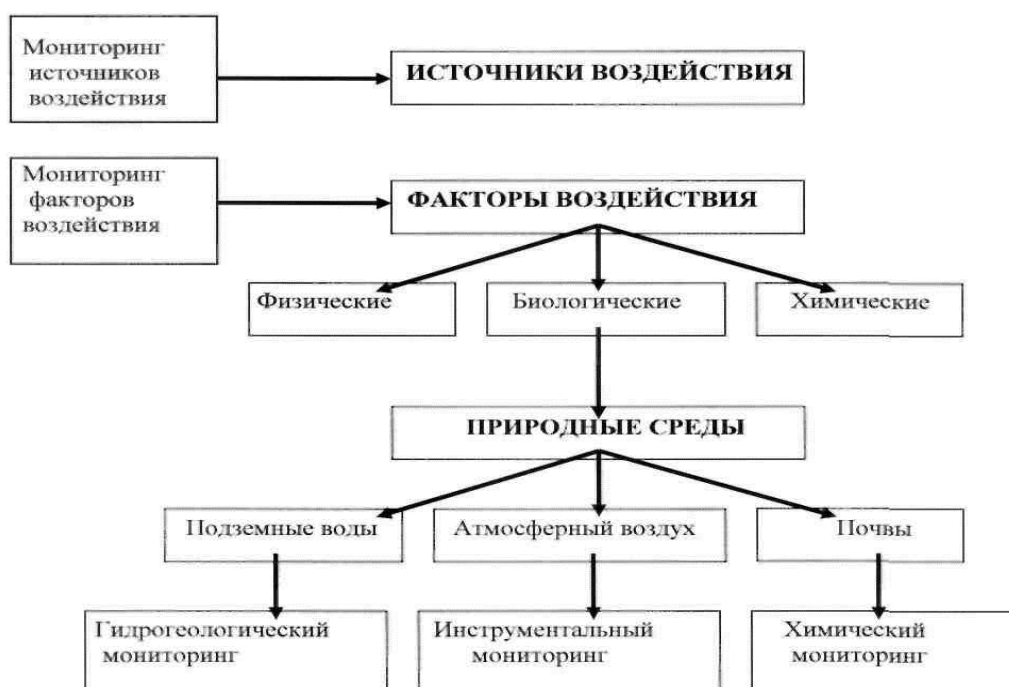 Мониторинг
источников
воздействия
ИСТОЧНИКИ ВОЗДЕЙСТВИЯ
Мониторинг
факторов
воздействия
ФАКТОРЫ ВОЗДЕЙСТВИЯ
Физические
Биологические
Химические
ПРИРОДНЫЕ СРЕДЫ
Подземные воды
Атмосферный воздух
Почвы
Гидрогеологический
мониторинг
Инструментальный
мониторинг
Химический
мониторинг